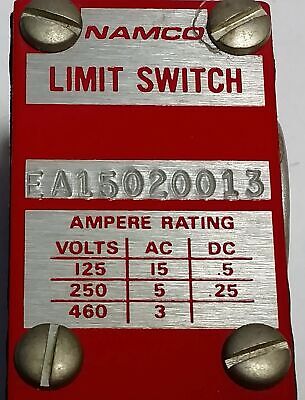 NAMCO
LIMIT SWITCH
EA15020013
AMPERE RATING
VOLTS AC DC
125 15 .5
250 5 .25
460 3